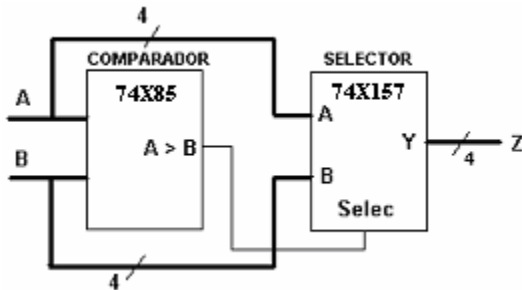 4
COMPARADOR
SELECTOR
74X85
74X157
A
A
A > B
Y
Z
B
B
4
Selec
4